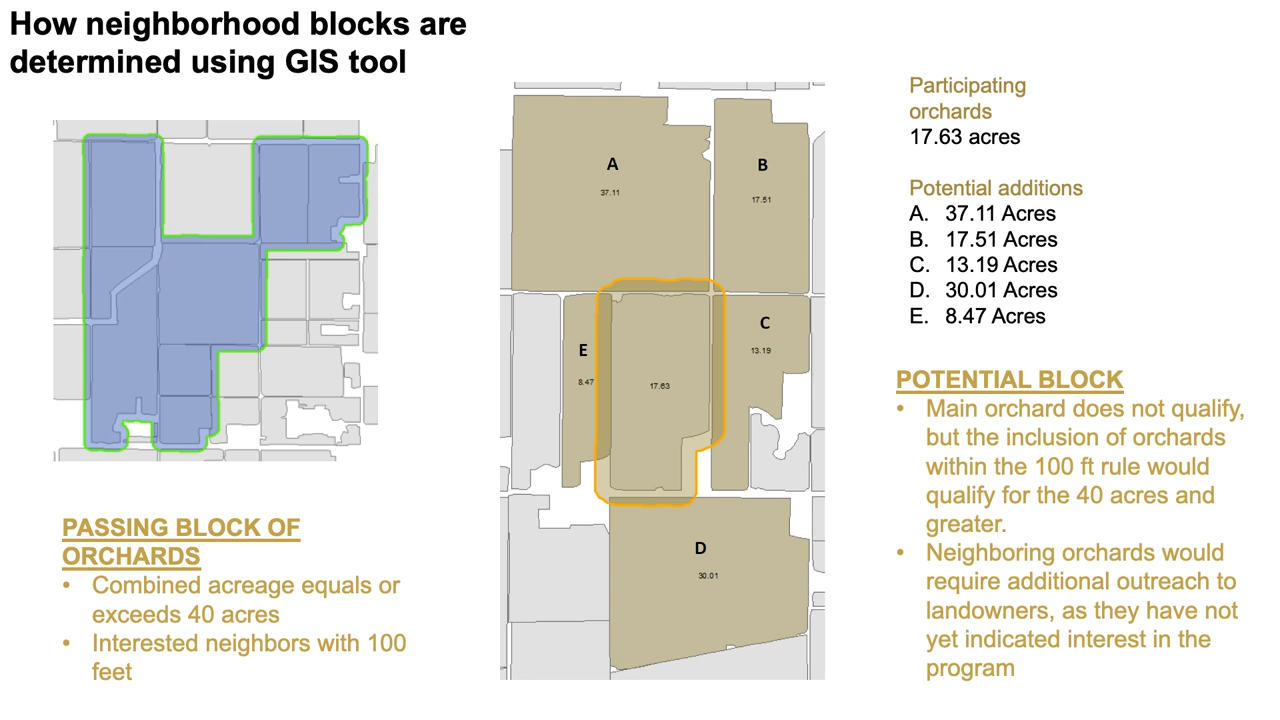 How neighborhood blocks are
determined using GIS tool
PASSING BLOCK OF
ORCHARDS
• Combined acreage equals or
exceeds 40 acres
• Interested neighbors with 100
feet
A
37.11
B
17.51
C
13.19
E
8.47
17.63
D
30.01
Participating
orchards
17.63 acres
Potential additions
A. 37.11 Acres
B. 17.51 Acres
C. 13.19 Acres
D. 30.01 Acres
E. 8.47 Acres
POTENTIAL BLOCK
• Main orchard does not qualify,
but the inclusion of orchards
within the 100 ft rule would
qualify for the 40 acres and
greater.
• Neighboring orchards would
require additional outreach to
landowners, as they have not
yet indicated interest in the
program